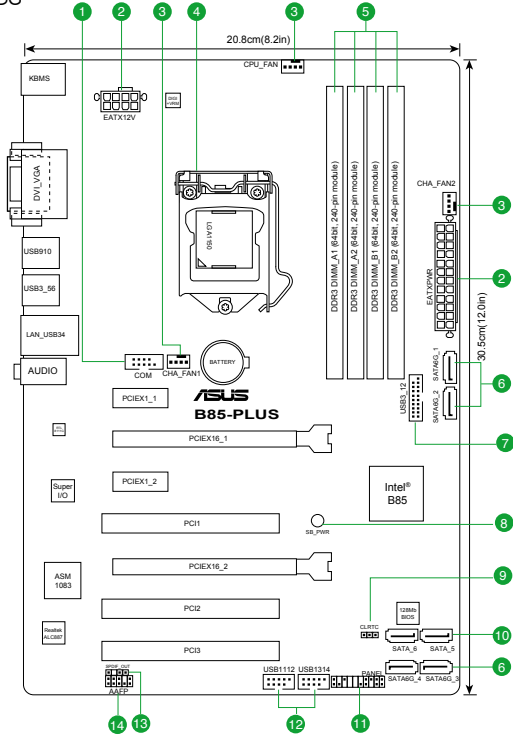 1
2
3
4
5
20.8cm(8.2in)
CPU_FAN
KBMS
EATX12V
DIGI
+VRM
DVI_VGA
LGA1150
DDR3 DIMM_A1 (64bit, 240-pin module)
DDR3 DIMM_A2 (64bit, 240-pin module)
DDR3 DIMM_B1 (64bit, 240-pin module)
DDR3 DIMM_B2 (64bit, 240-pin module)
CHA_FAN2
3
USB910
EATXPWR
2
USB3_56
30.5cm(12.0in)
3
LAN_USB34
1
COM
CHA_FAN1
BATTERY
SATA6G_1
6
AUDIO
USB3_12
SATA6G_2
ASUS
B85-PLUS
PCIEX1_1
7
PCIEX16_1
Super
I/O
PCIEX1_2
Intel®
B85
PCI1
SB_PWR
8
PCIEX16_2
ASM
1083
9
PCI2
128Mb
BIOS
CLRTC
Realtek
ALC887
SATA_6
SATA_5
10
PCI3
SPDIF_OUT
AAFP
USB1112
USB1314
PANEL
SATA6G_4
SATA6G_3
6
14
13
12
11